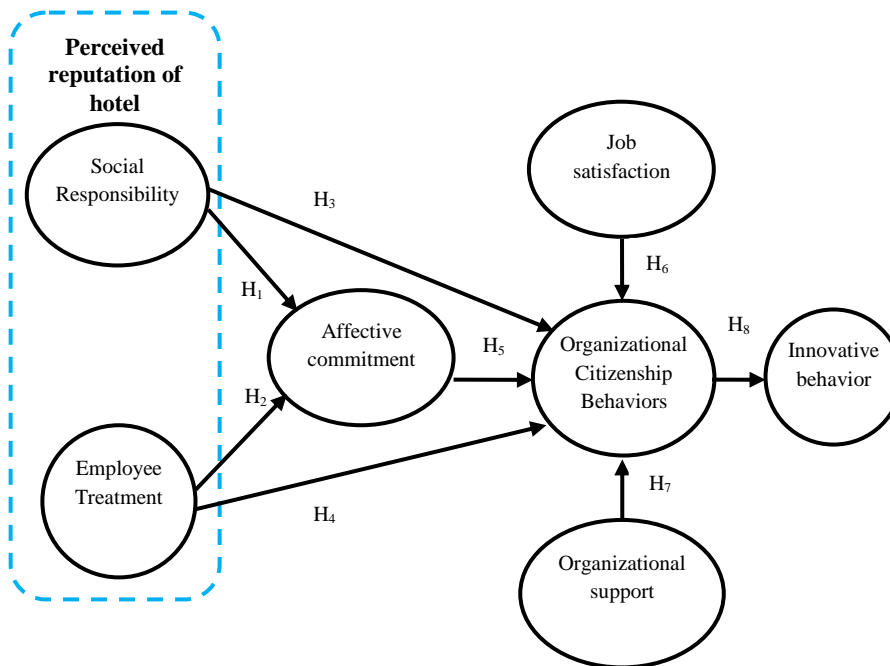 Perceived
reputation of
hotel
Social
Responsibility
Job
satisfaction
H₃
H₆
H₁
Affective
commitment
H₅
Organizational
Citizenship
Behaviors
H₈
Innovative
behavior
H₂
Employee
Treatment
H₄
H₇
Organizational
support